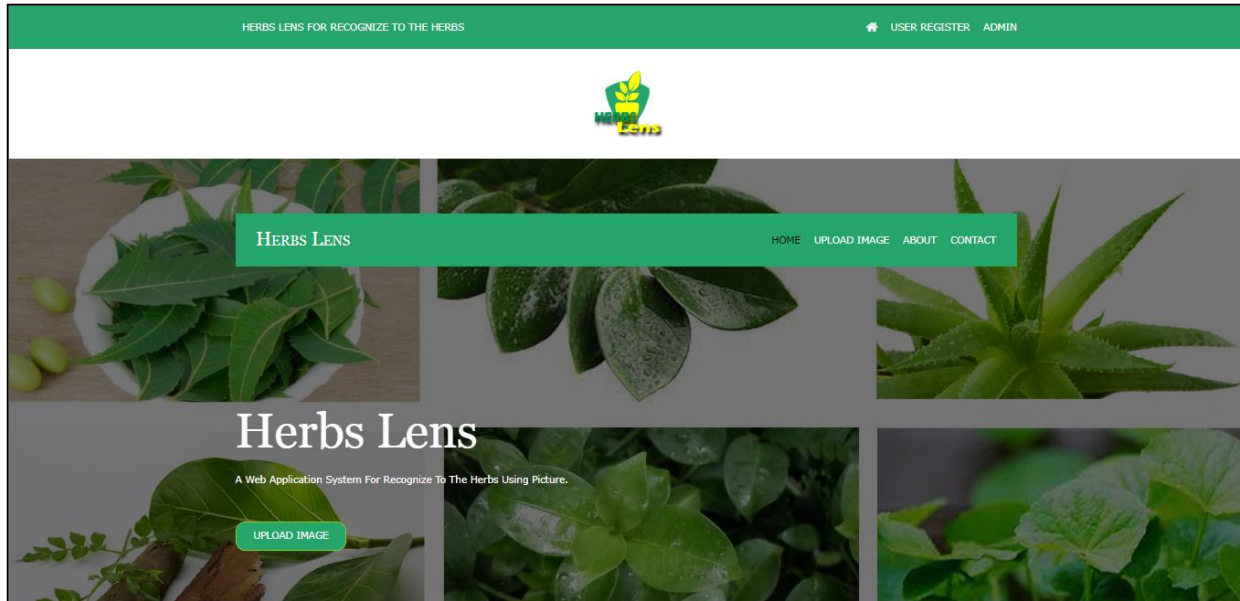 HERBS LENS FOR RECOGNIZE TO THE HERBS
USER REGISTER ADMIN
HERBS
Lens
HERBS LENS
HOME UPLOAD IMAGE ABOUT CONTACT
Herbs Lens
A Web Application System For Recognize To The Herbs Using Picture.
UPLOAD IMAGE